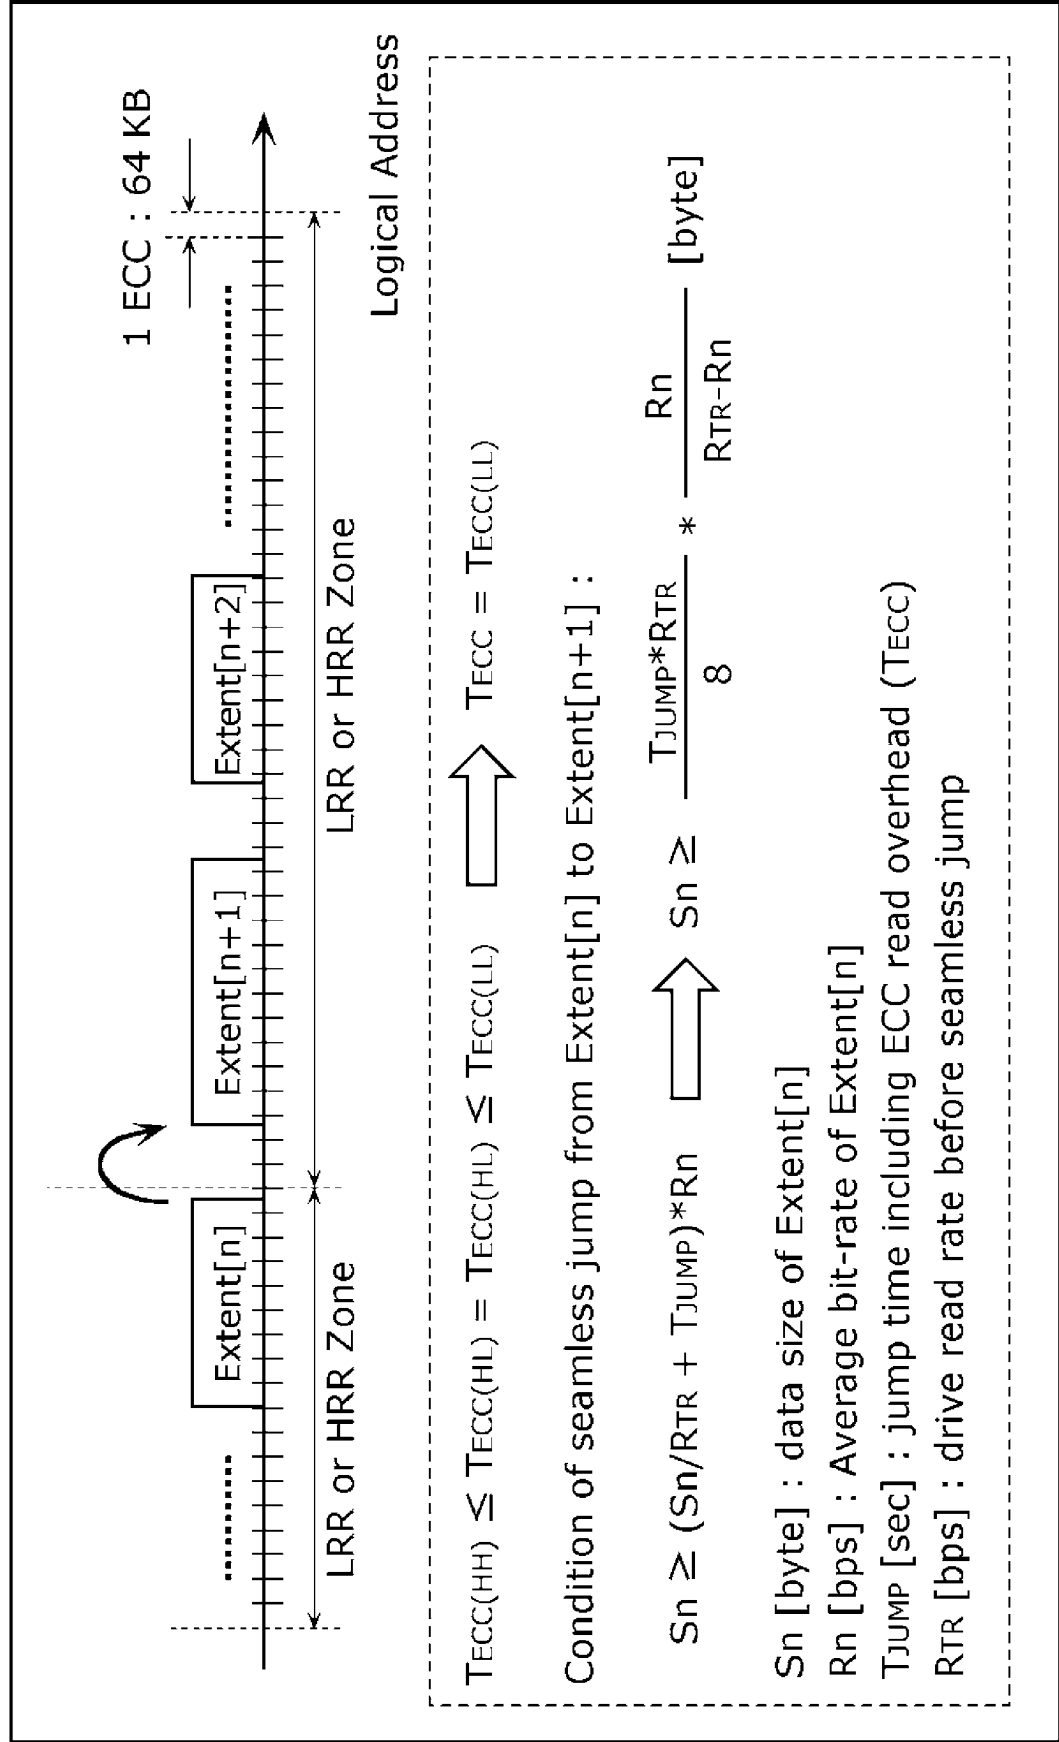 1 ECC : 64 KB
Extent[n]
Extent[n+1]
Extent[n+2]
LRR or HRR Zone
LRR or HRR Zone
Logical Address
TECC(HH) ≤ TECC(HL) = TECC(HL) ≤ TECC(LL)
TECC = TECC(LL)
Condition of seamless jump from Extent[n] to Extent[n+1] :
Sn ≥ (Sn/RTR + TJUMP)*Rn
Sn ≥ TJUMP*RTR / 8 * Rn / RTR-Rn [byte]
Sn [byte] : data size of Extent[n]
Rn [bps] : Average bit-rate of Extent[n]
TJUMP [sec] : jump time including ECC read overhead (TECC)
RTR [bps] : drive read rate before seamless jump